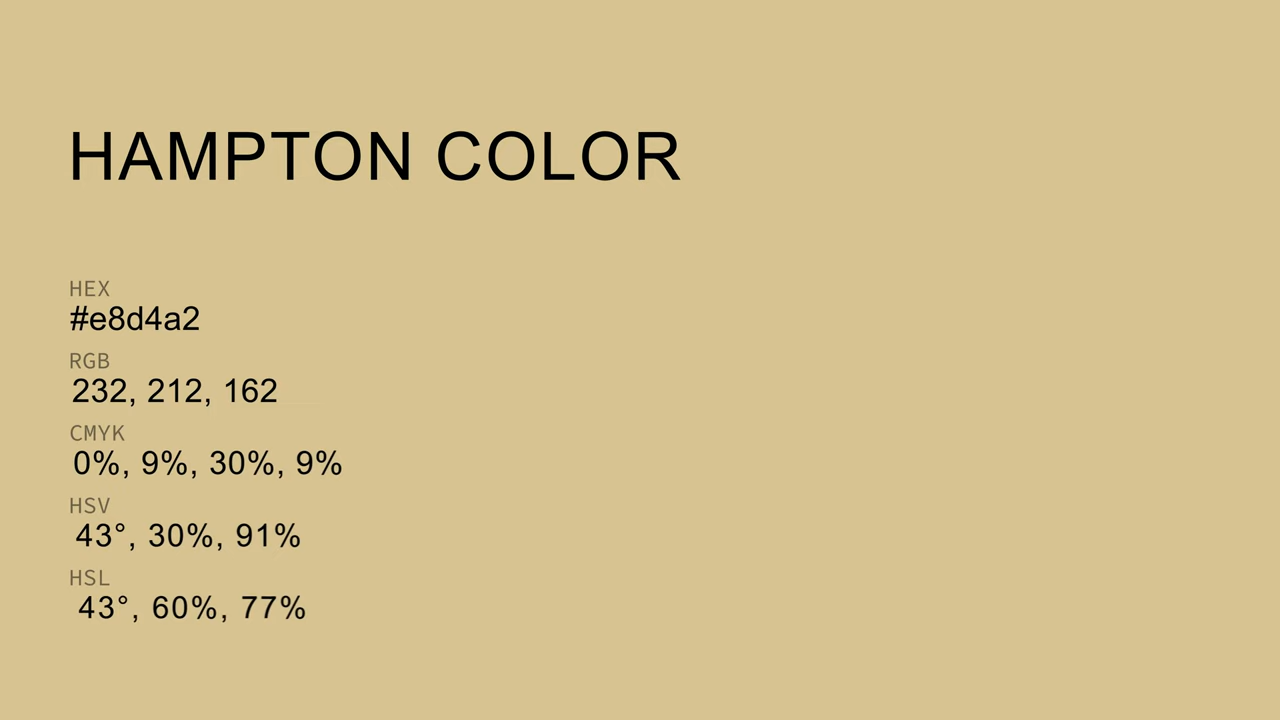 HAMPTON COLOR
HEX
#e8d4a2
RGB
232, 212, 162
CMYK
0%, 9%, 30%, 9%
HSV
43°, 30%, 91%
HSL
43°, 60%, 77%